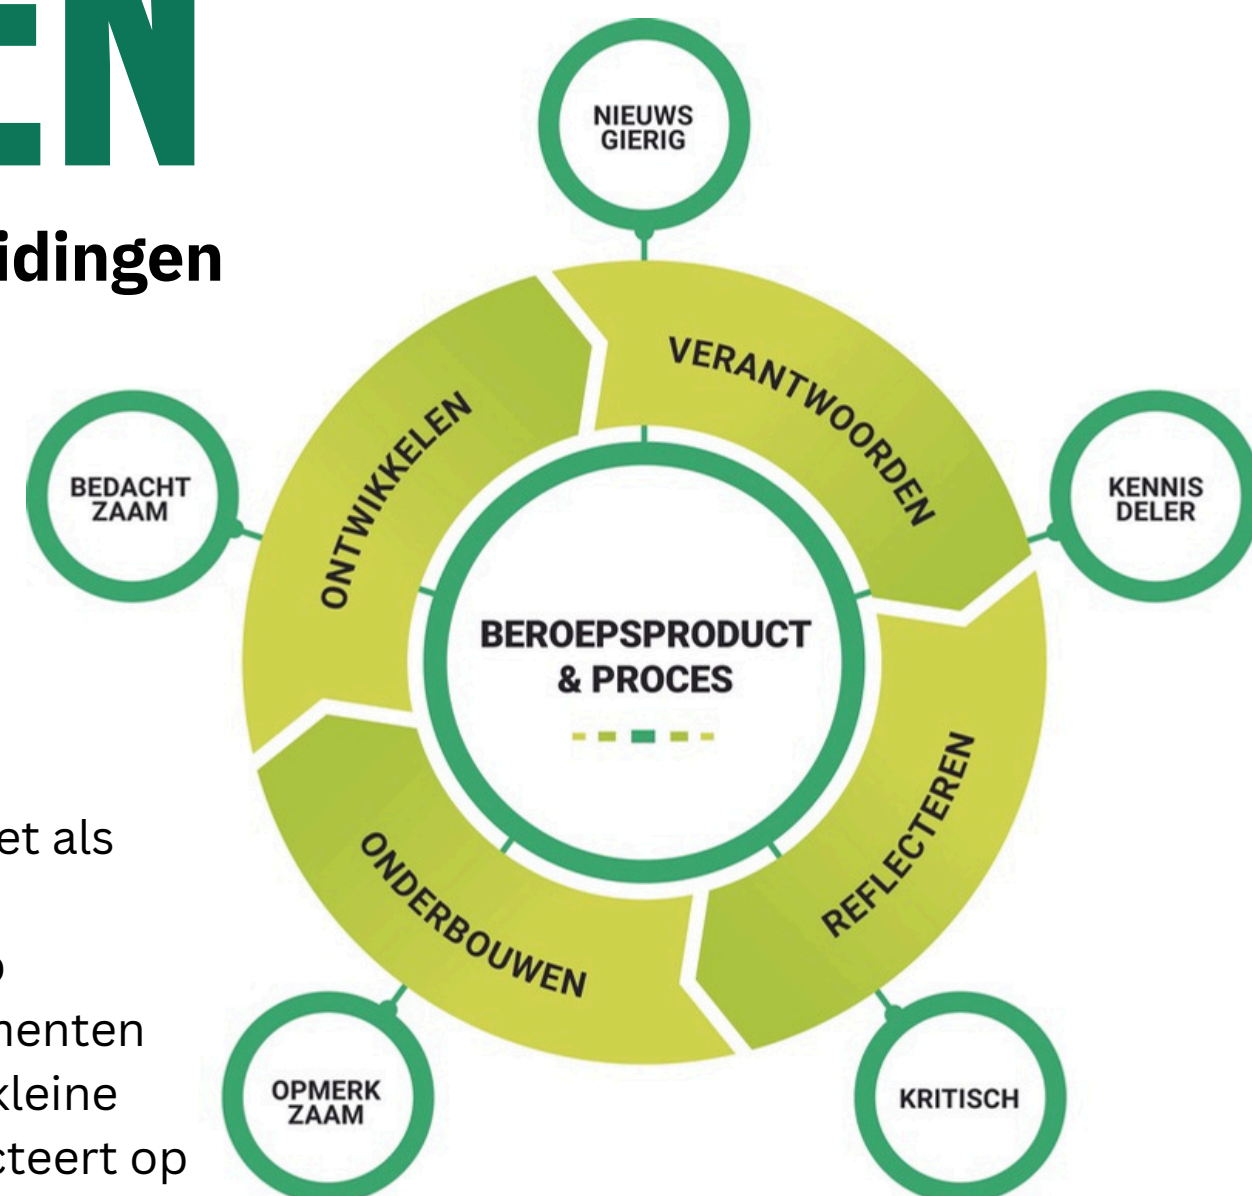 EN
idingen
NIEUWS
GIERIG
VERANTWOORDEN
KENNIS
DELER
REFLECTEREN
KRITISCH
ONDERBOUWEN
OPMERK
ZAAM
ONTWIKKELEN
BEDACHT
ZAAM
BEROEPSPRODUCT
& PROCES
et als
menten
kleine
cteert op